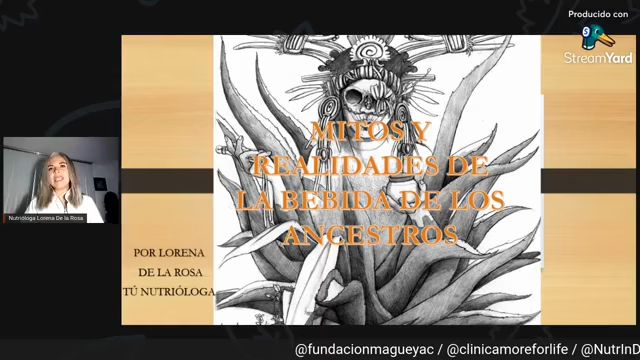 Producido con
StreamYard
MITOS Y
REALIDADES DE
LA BEBIDA DE LOS
ANCESTROS
POR LORENA
DE LA ROSA
TÚ NUTRIÓLOGA
Nutrióloga Lorena De la Rosa
@fundacionmagueyac / @clinicamoreforlife / @NutrInD